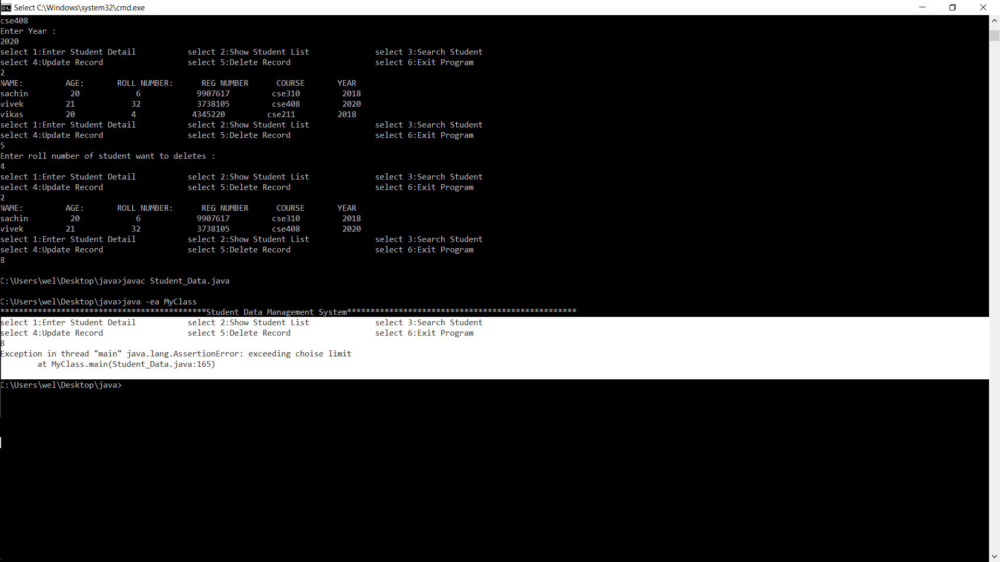 Select C:\Windows\system32\cmd.exe
cse408
Enter Year :
2020
select 1:Enter Student Detail           select 2:Show Student List              select 3:Search Student
select 4:Update Record                  select 5:Delete Record                  select 6:Exit Program
2
NAME:         AGE:       ROLL NUMBER:      REG NUMBER      COURSE       YEAR
sachin         20            6            9907617         cse310         2018
vivek         21            32            3738105         cse408         2020
vikas         20            4            4345220         cse211         2018
select 1:Enter Student Detail           select 2:Show Student List              select 3:Search Student
select 4:Update Record                  select 5:Delete Record                  select 6:Exit Program
5
Enter roll number of student want to deletes :
4
select 1:Enter Student Detail           select 2:Show Student List              select 3:Search Student
select 4:Update Record                  select 5:Delete Record                  select 6:Exit Program
2
NAME:         AGE:       ROLL NUMBER:      REG NUMBER      COURSE       YEAR
sachin         20            6            9907617         cse310         2018
vivek         21            32            3738105         cse408         2020
select 1:Enter Student Detail           select 2:Show Student List              select 3:Search Student
select 4:Update Record                  select 5:Delete Record                  select 6:Exit Program
8
C:\Users\wel\Desktop\java>javac Student_Data.java
C:\Users\wel\Desktop\java>java -ea MyClass
********************************************Student Data Management System*************************************************
select 1:Enter Student Detail           select 2:Show Student List              select 3:Search Student
select 4:Update Record                  select 5:Delete Record                  select 6:Exit Program
8
Exception in thread "main" java.lang.AssertionError: exceeding choise limit
        at MyClass.main(Student_Data.java:165)
C:\Users\wel\Desktop\java>